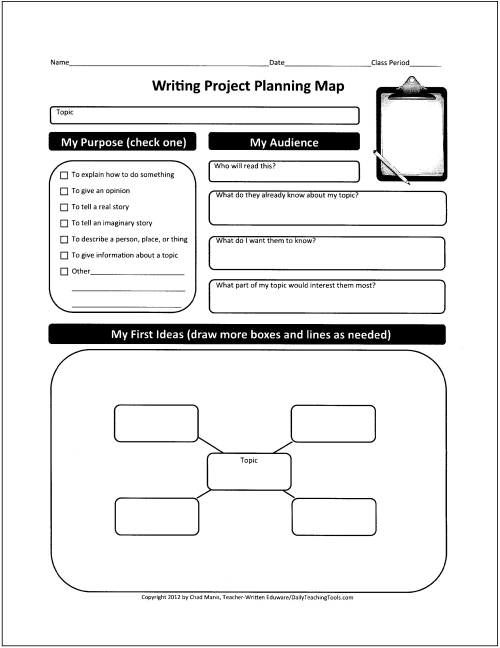 Name Date Class Period
Writing Project Planning Map
Topic
My Purpose (check one)
To explain how to do something
To give an opinion
To tell a real story
To tell an imaginary story
To describe a person, place, or thing
To give information about a topic
Other
My Audience
Who will read this?
What do they already know about my topic?
What do I want them to know?
What part of my topic would interest them most?
My First Ideas (draw more boxes and lines as needed)
Topic
Copyright 2012 by Chad Manis, Teacher-Written Eduware/DailyTeachingTools.com